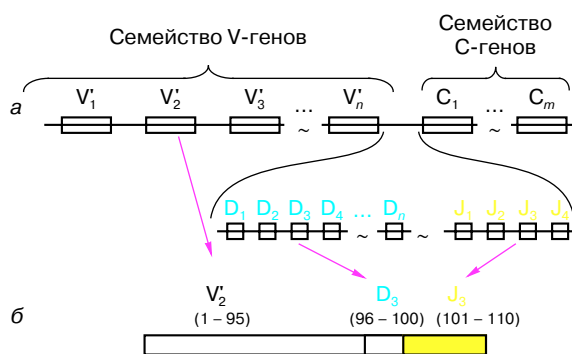 Семейство V-генов
Семейство
C-генов
а
V'1 V'2 V'3 ... V'n C1 ... Cm
~ ~
D1 D2 D3 D4 ... Dn J1 J2 J3 J4
~ ~
б
V'2 D3 J3
(1 – 95) (96 – 100) (101 – 110)